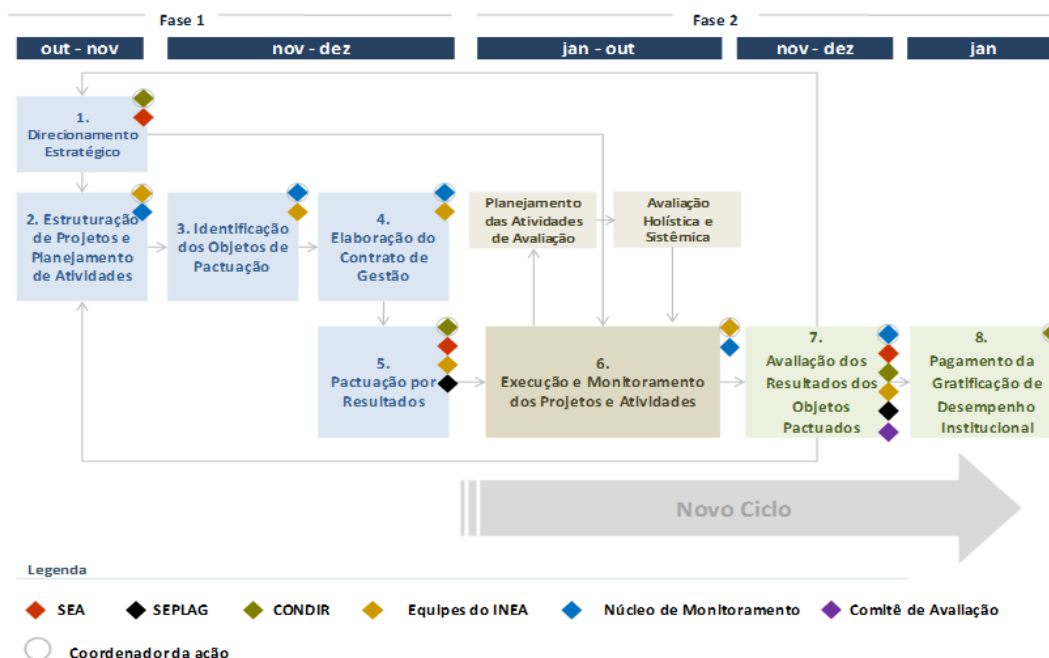 Fase 1
Fase 2
out - nov
nov - dez
jan - out
nov - dez
jan
1.
Direcionamento
Estratégico
2. Estruturação
de Projetos e
Planejamento
de Atividades
3. Identificação
dos Objetos de
Pactuação
4.
Elaboração do
Contrato de
Gestão
Planejamento
das Atividades
de Avaliação
Avaliação
Holística e
Sistêmica
5.
Pactuação por
Resultados
6.
Execução e Monitoramento
dos Projetos e Atividades
7.
Avaliação dos
Resultados dos
Objetos
Pactuados
8.
Pagamento da
Gratificação de
Desempenho
Institucional
Novo Ciclo
Legenda
SEA
SEPLAG
CONDIR
Equipes do INEA
Núcleo de Monitoramento
Comitê de Avaliação
Coordenador da ação